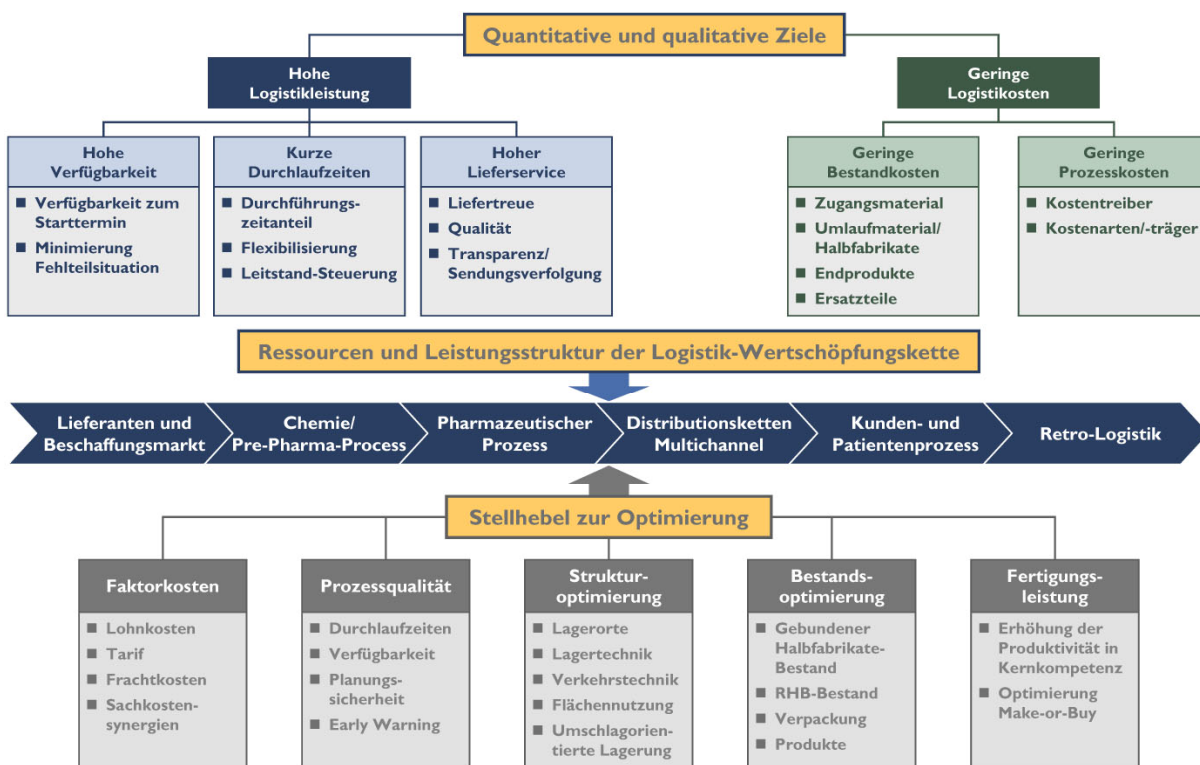 Quantitative und qualitative Ziele
Hohe
Logistikleistung
Geringe
Logistikosten
Hohe
Verfügbarkeit
Verfügbarkeit zum
Starttermin
Minimierung
Fehlteilsituation
Kurze
Durchlaufzeiten
Durchführungs-
zeitanteil
Flexibilisierung
Leitstand-Steuerung
Hoher
Lieferservice
Liefertreue
Qualität
Transparenz/
Sendungsverfolgung
Geringe
Bestandkosten
Zugangsmaterial
Umlaufmaterial/
Halbfabrikate
Endprodukte
Ersatzteile
Geringe
Prozesskosten
Kostentreiber
Kostenarten/-träger
Ressourcen und Leistungsstruktur der Logistik-Wertschöpfungskette
Lieferanten und
Beschaffungsmarkt
Chemie/
Pre-Pharma-Process
Pharmazeutischer
Prozess
Distributionsketten
Multichannel
Kunden- und
Patientenprozess
Retro-Logistik
Stellhebel zur Optimierung
Faktorkosten
Lohnkosten
Tarif
Frachtkosten
Sachkosten-
synergien
Prozessqualität
Durchlaufzeiten
Verfügbarkeit
Planungs-
sicherheit
Early Warning
Struktur-
optimierung
Lagerorte
Lagertechnik
Verkehrstechnik
Flächennutzung
Umschlagorien-
tierte Lagerung
Bestands-
optimierung
Gebundener
Halbfabrikate-
Bestand
RHB-Bestand
Verpackung
Produkte
Fertigungs-
leistung
Erhöhung der
Produktivität in
Kernkompetenz
Optimierung
Make-or-Buy